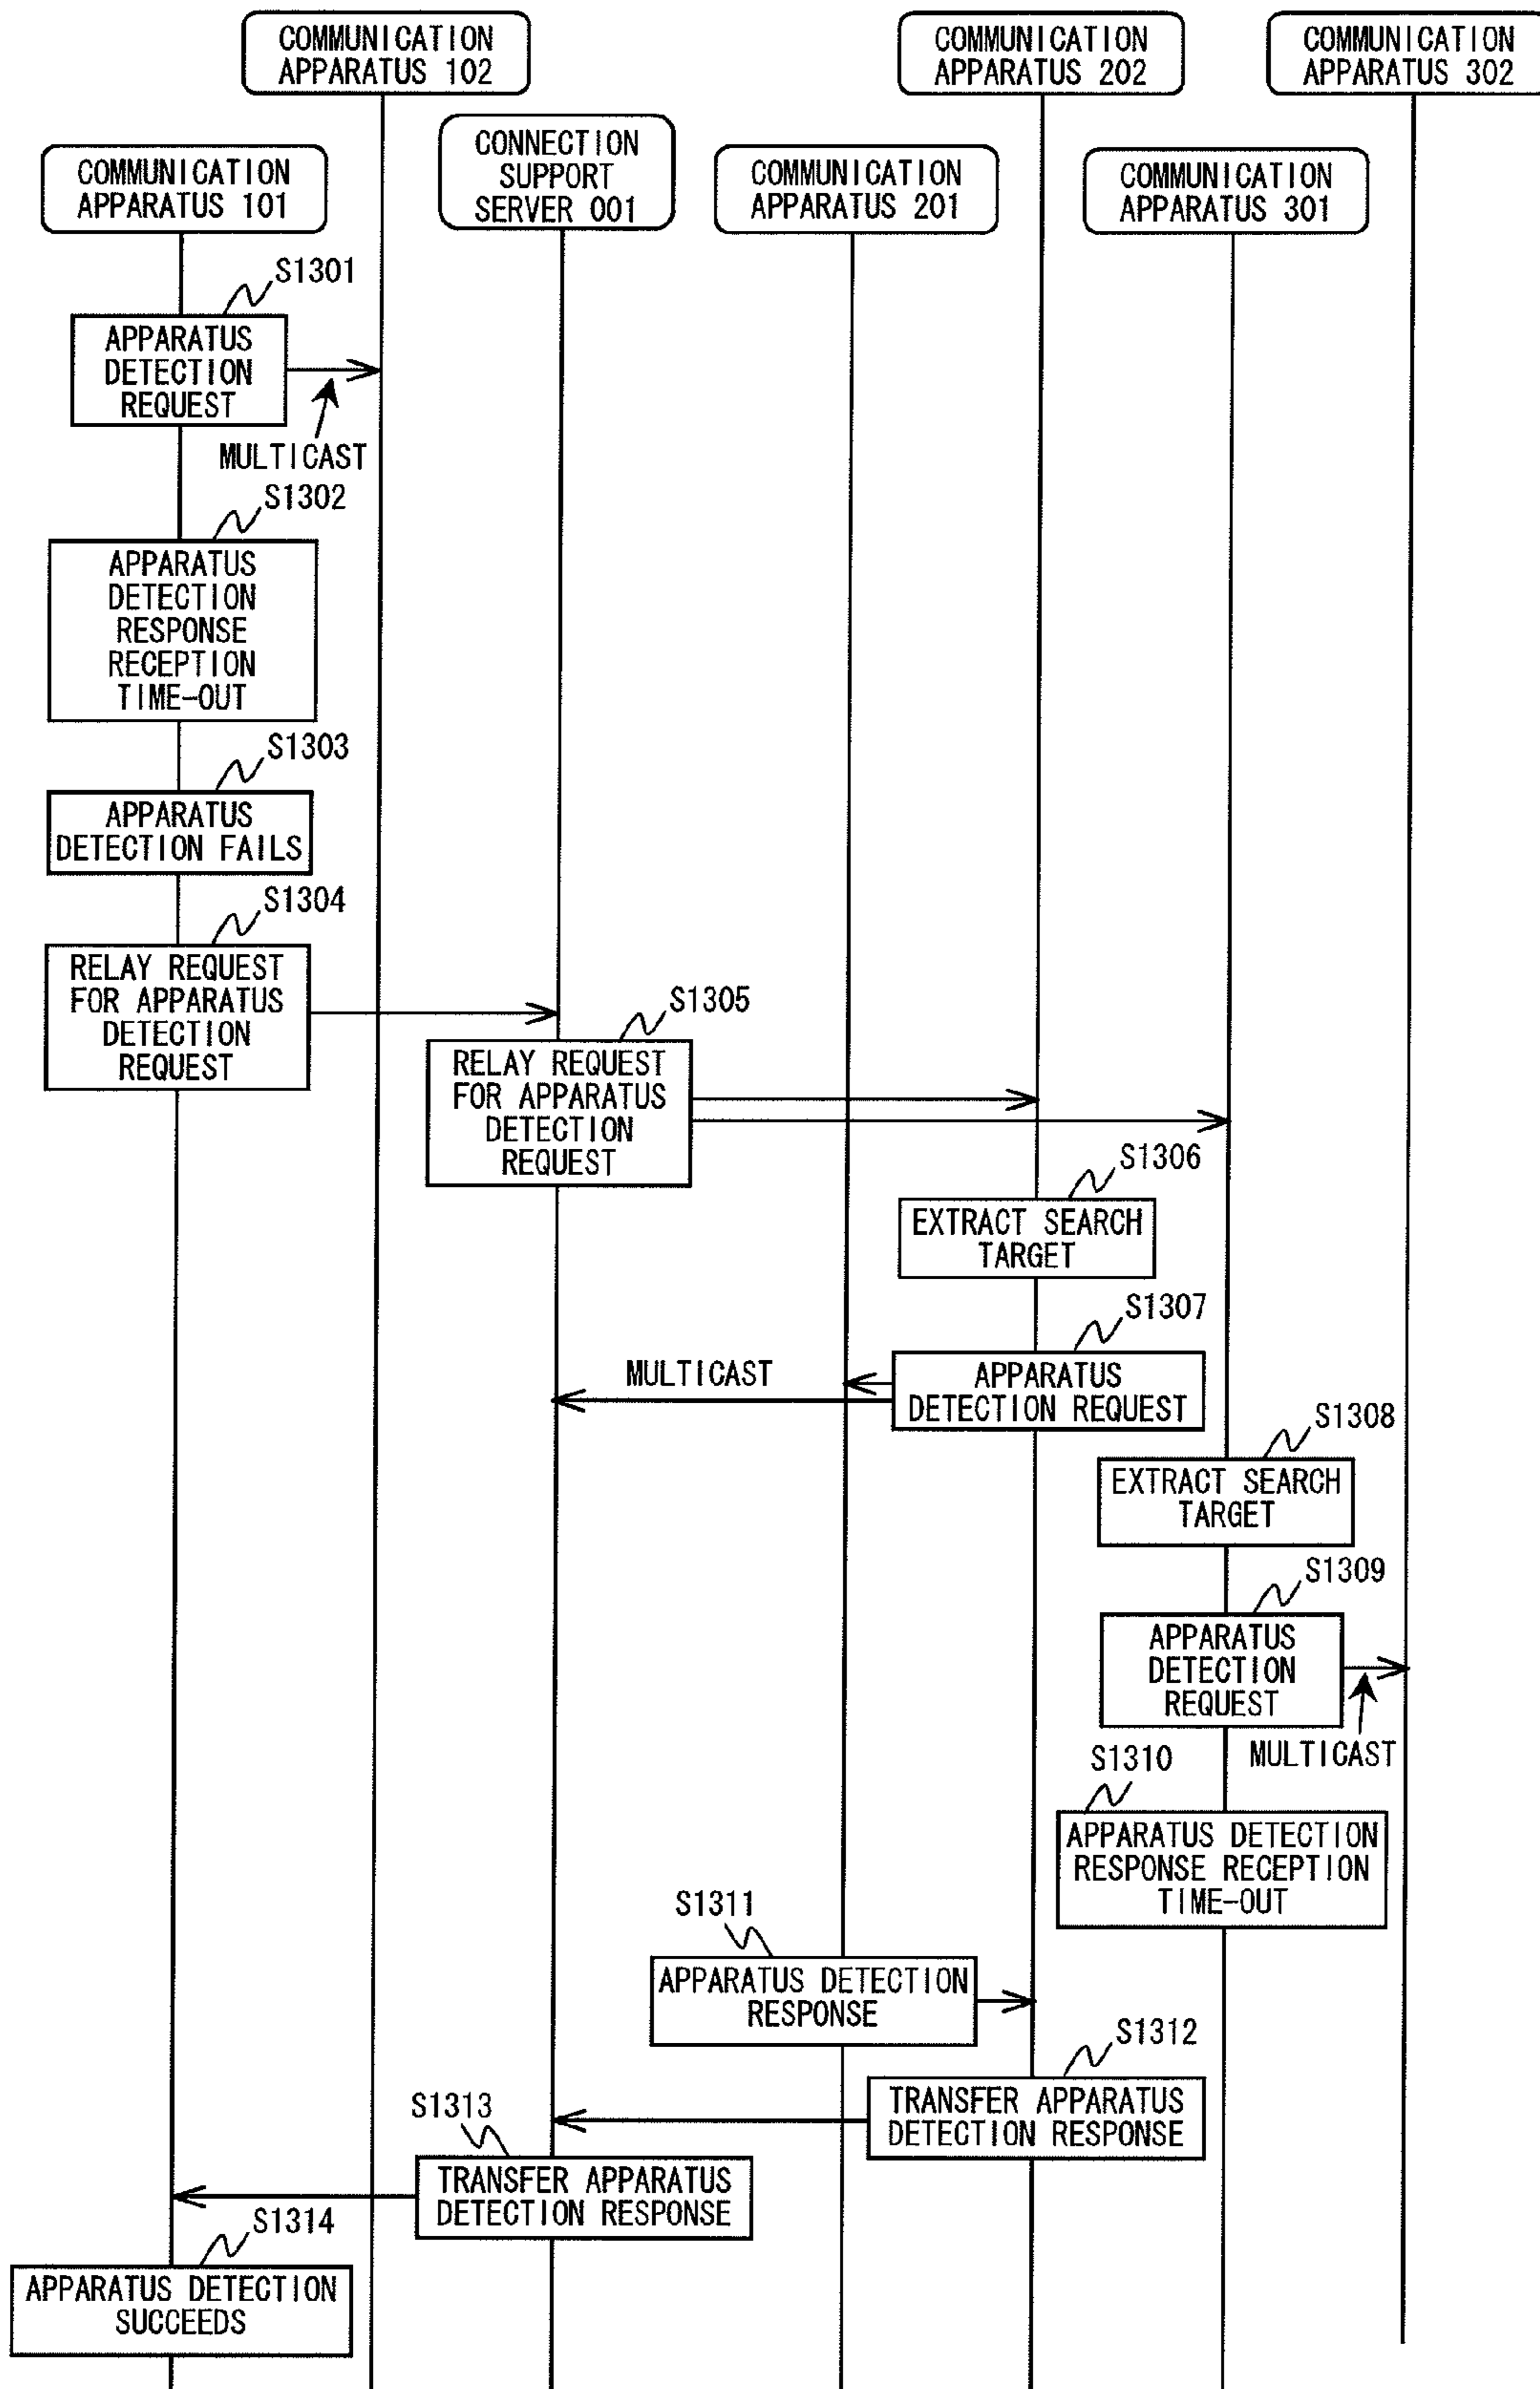 COMMUNICATION
APPARATUS 102
COMMUNICATION
APPARATUS 202
COMMUNICATION
APPARATUS 302
CONNECTION
SUPPORT
SERVER 001
COMMUNICATION
APPARATUS 101
COMMUNICATION
APPARATUS 201
COMMUNICATION
APPARATUS 301
S1301
APPARATUS
DETECTION
REQUEST
MULTICAST
S1302
APPARATUS
DETECTION
RESPONSE
RECEPTION
TIME-OUT
S1303
APPARATUS
DETECTION FAILS
S1304
RELAY REQUEST
FOR APPARATUS
DETECTION
REQUEST
S1305
RELAY REQUEST
FOR APPARATUS
DETECTION
REQUEST
S1306
EXTRACT SEARCH
TARGET
S1307
MULTICAST
APPARATUS
DETECTION REQUEST
S1308
EXTRACT SEARCH
TARGET
S1309
APPARATUS
DETECTION
REQUEST
MULTICAST
S1310
APPARATUS DETECTION
RESPONSE RECEPTION
TIME-OUT
S1311
APPARATUS DETECTION
RESPONSE
S1312
TRANSFER APPARATUS
DETECTION RESPONSE
S1313
TRANSFER APPARATUS
DETECTION RESPONSE
S1314
APPARATUS DETECTION
SUCCEEDS